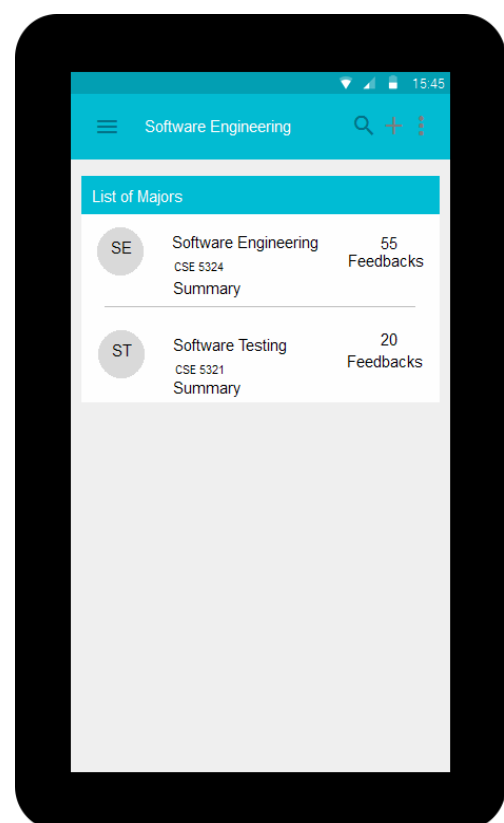 15:45
Software Engineering
List of Majors
SE
Software Engineering
55
CSE 5324
Feedbacks
Summary
ST
Software Testing
20
CSE 5321
Feedbacks
Summary